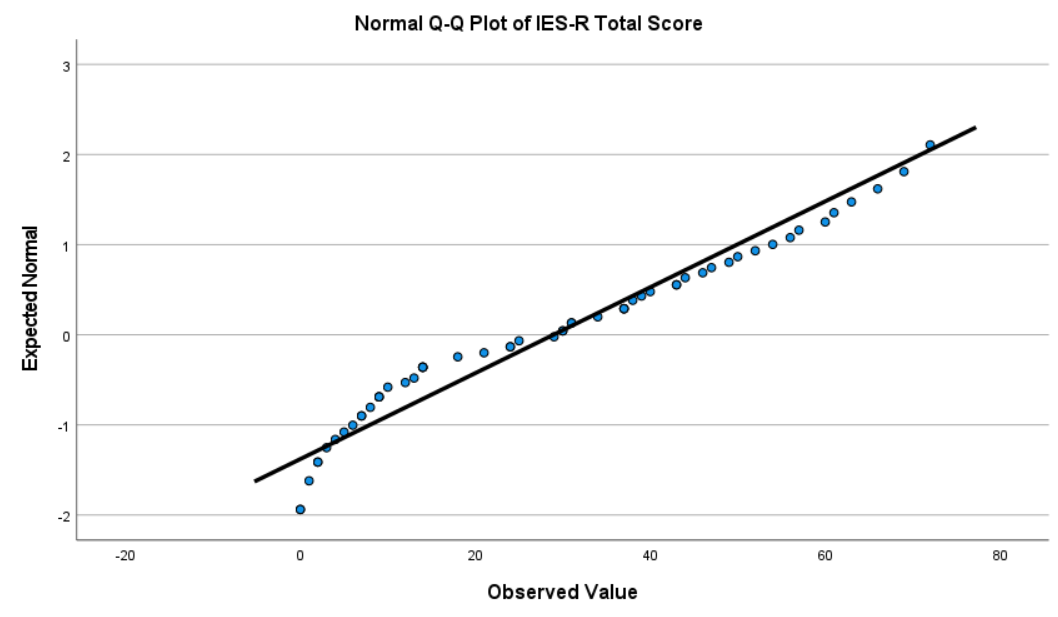 Normal Q-Q Plot of IES-R Total Score
3
2
1
0
-1
-2
Expected Normal
-20 0 20 40 60 80
Observed Value